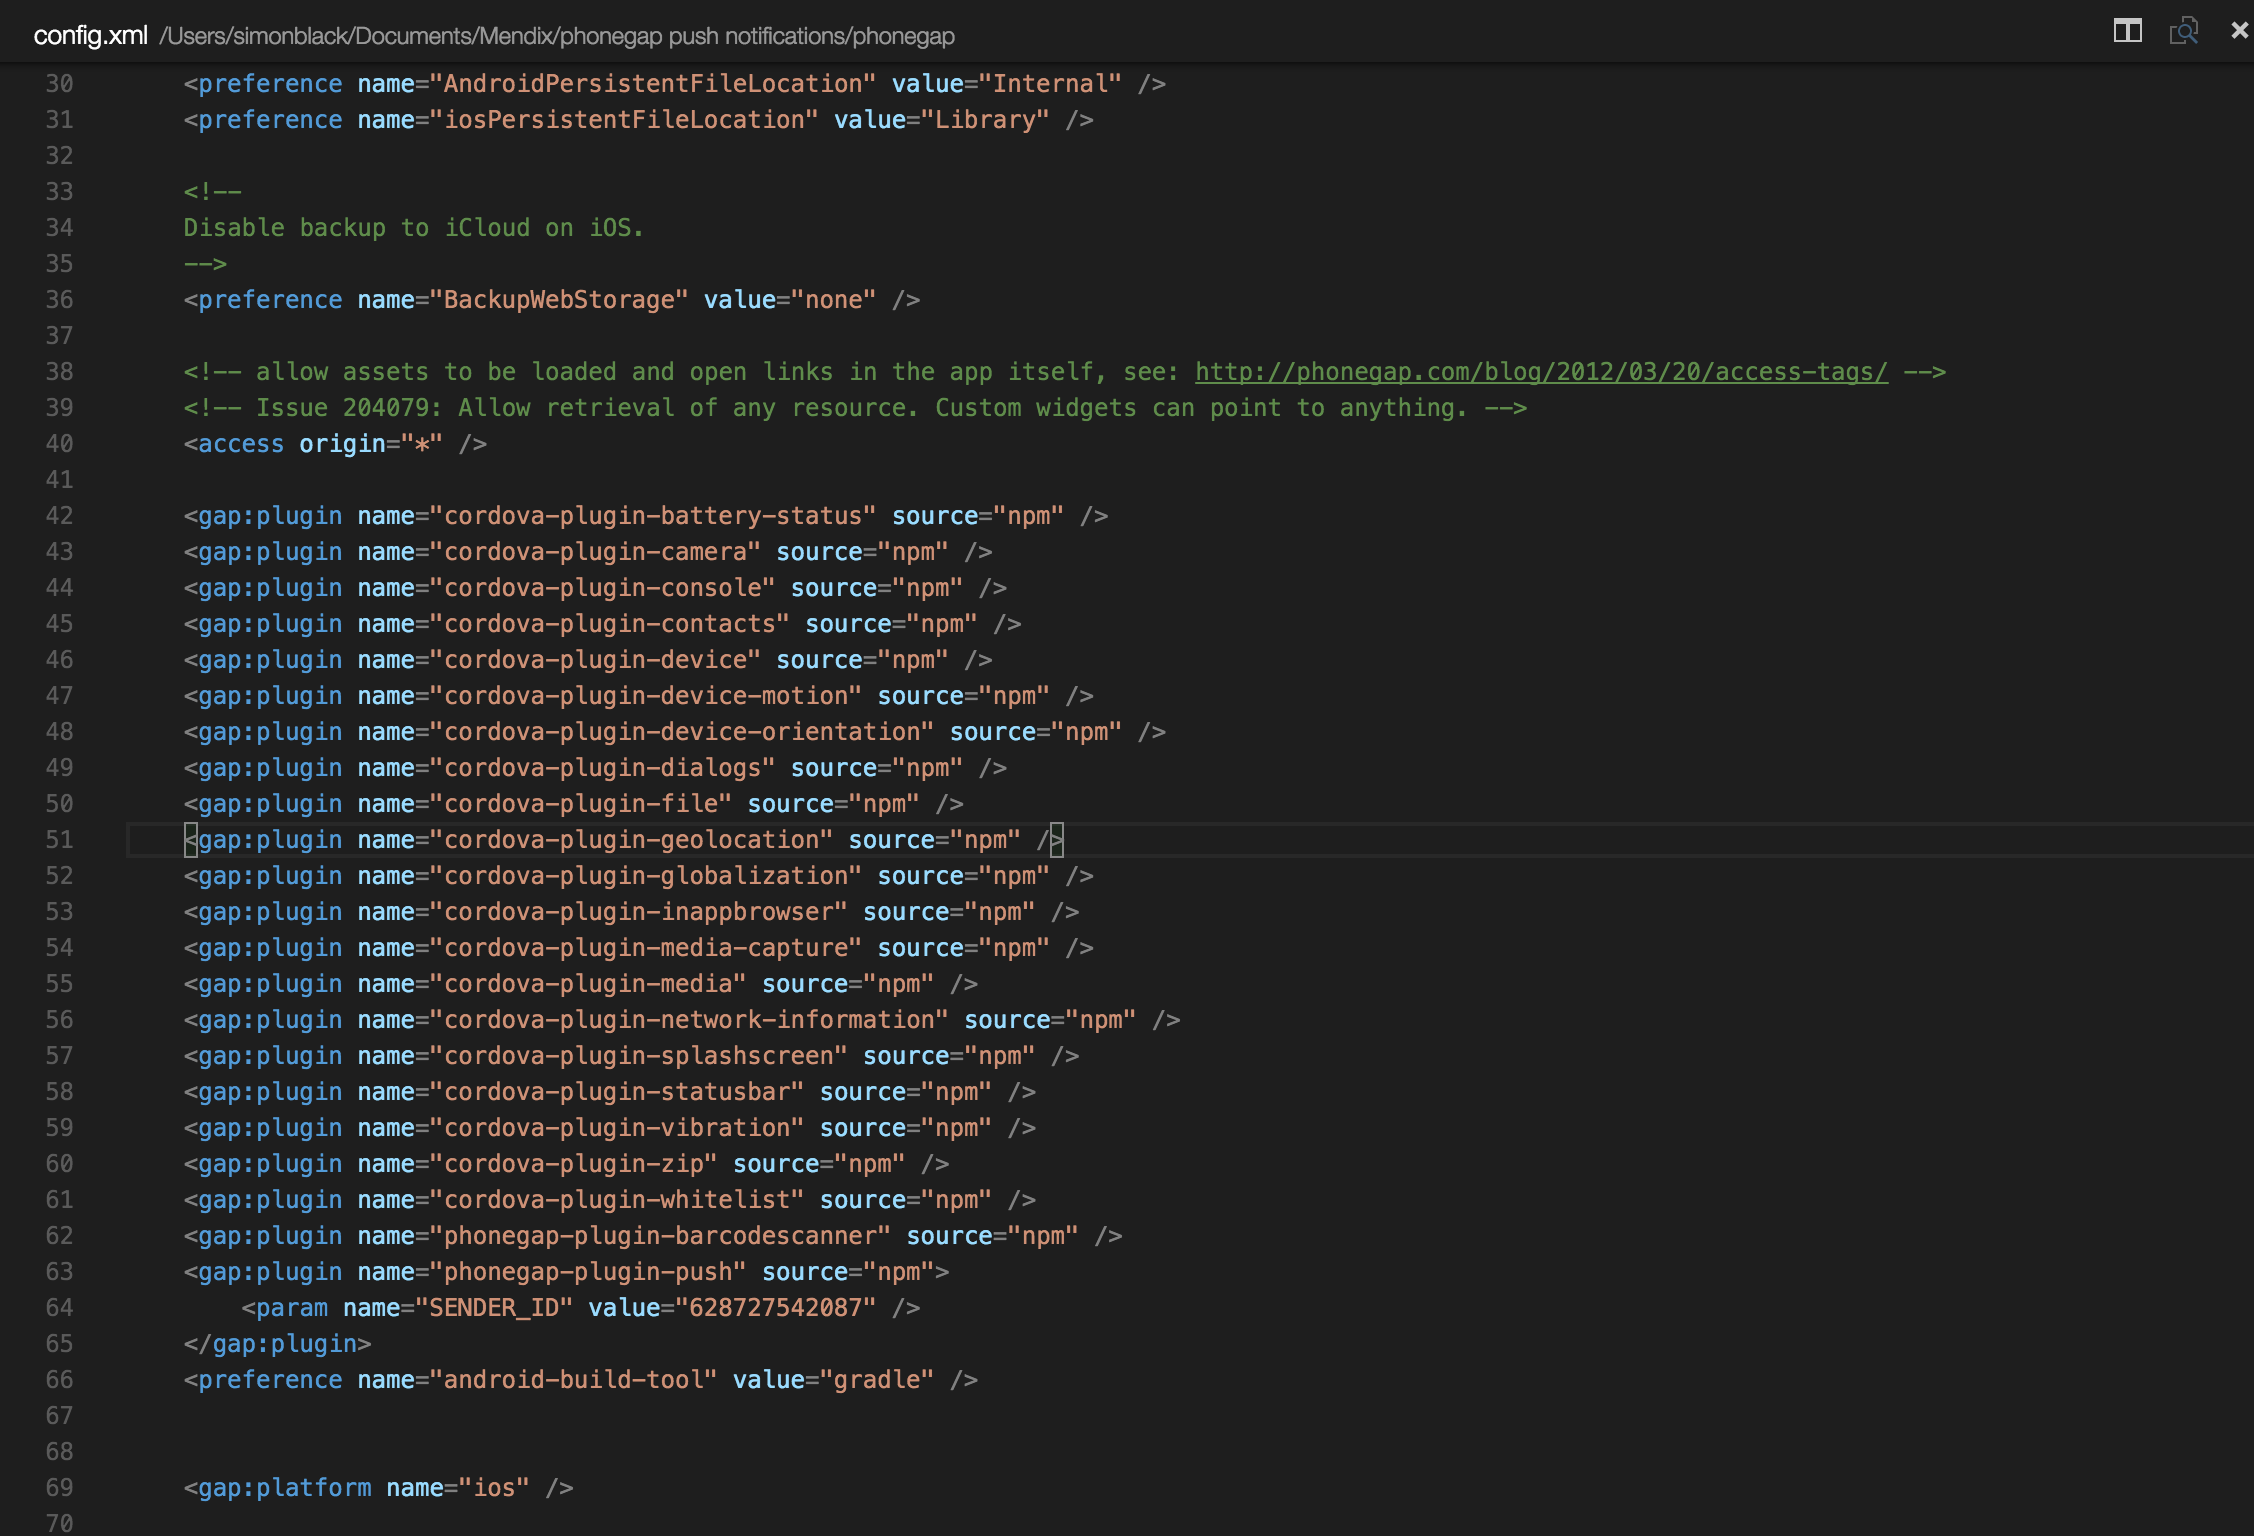 config.xml /Users/simonblack/Documents/Mendix/phonegap push notifications/phonegap
30 <preference name="AndroidPersistentFileLocation" value="Internal" />
31 <preference name="iosPersistentFileLocation" value="Library" />
32
33 <!--
34 Disable backup to iCloud on iOS.
35 -->
36 <preference name="BackupWebStorage" value="none" />
37
38 <!-- allow assets to be loaded and open links in the app itself, see: http://phonegap.com/blog/2012/03/20/access-tags/ -->
39 <!-- Issue 204079: Allow retrieval of any resource. Custom widgets can point to anything. -->
40 <access origin="*" />
41
42 <gap:plugin name="cordova-plugin-battery-status" source="npm" />
43 <gap:plugin name="cordova-plugin-camera" source="npm" />
44 <gap:plugin name="cordova-plugin-console" source="npm" />
45 <gap:plugin name="cordova-plugin-contacts" source="npm" />
46 <gap:plugin name="cordova-plugin-device" source="npm" />
47 <gap:plugin name="cordova-plugin-device-motion" source="npm" />
48 <gap:plugin name="cordova-plugin-device-orientation" source="npm" />
49 <gap:plugin name="cordova-plugin-dialogs" source="npm" />
50 <gap:plugin name="cordova-plugin-file" source="npm" />
51 <gap:plugin name="cordova-plugin-geolocation" source="npm" />
52 <gap:plugin name="cordova-plugin-globalization" source="npm" />
53 <gap:plugin name="cordova-plugin-inappbrowser" source="npm" />
54 <gap:plugin name="cordova-plugin-media-capture" source="npm" />
55 <gap:plugin name="cordova-plugin-media" source="npm" />
56 <gap:plugin name="cordova-plugin-network-information" source="npm" />
57 <gap:plugin name="cordova-plugin-splashscreen" source="npm" />
58 <gap:plugin name="cordova-plugin-statusbar" source="npm" />
59 <gap:plugin name="cordova-plugin-vibration" source="npm" />
60 <gap:plugin name="cordova-plugin-zip" source="npm" />
61 <gap:plugin name="cordova-plugin-whitelist" source="npm" />
62 <gap:plugin name="phonegap-plugin-barcodescanner" source="npm" />
63 <gap:plugin name="phonegap-plugin-push" source="npm">
64 <param name="SENDER_ID" value="628727542087" />
65 </gap:plugin>
66 <preference name="android-build-tool" value="gradle" />
67
68
69 <gap:platform name="ios" />
70